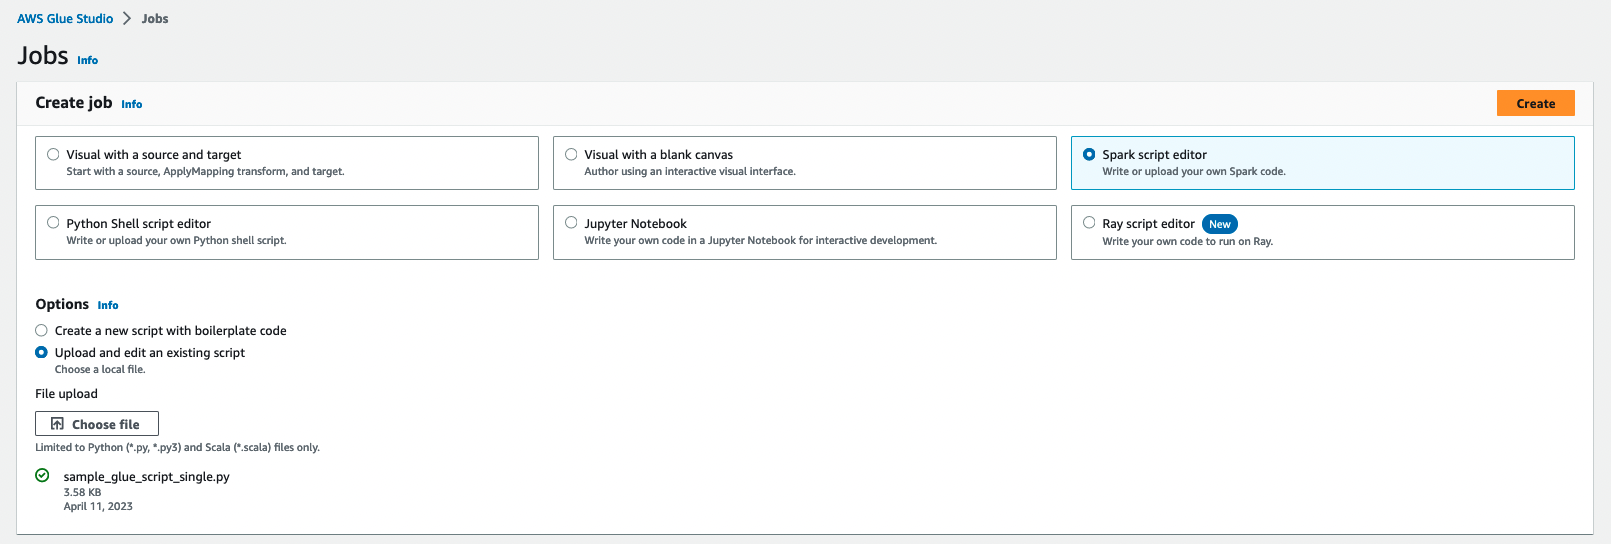 AWS Glue Studio > Jobs
Jobs Info
Create job Info
Create
Visual with a source and target
Start with a source, ApplyMapping transform, and target.
Visual with a blank canvas
Author using an interactive visual interface.
Spark script editor
Write or upload your own Spark code.
Python Shell script editor
Write or upload your own Python shell script.
Jupyter Notebook
Write your own code in a Jupyter Notebook for interactive development.
Ray script editor New
Write your own code to run on Ray.
Options Info
Create a new script with boilerplate code
Upload and edit an existing script
Choose a local file.
File upload
Choose file
Limited to Python (*.py, *.py3) and Scala (*.scala) files only.
sample_glue_script_single.py
3.58 KB
April 11, 2023